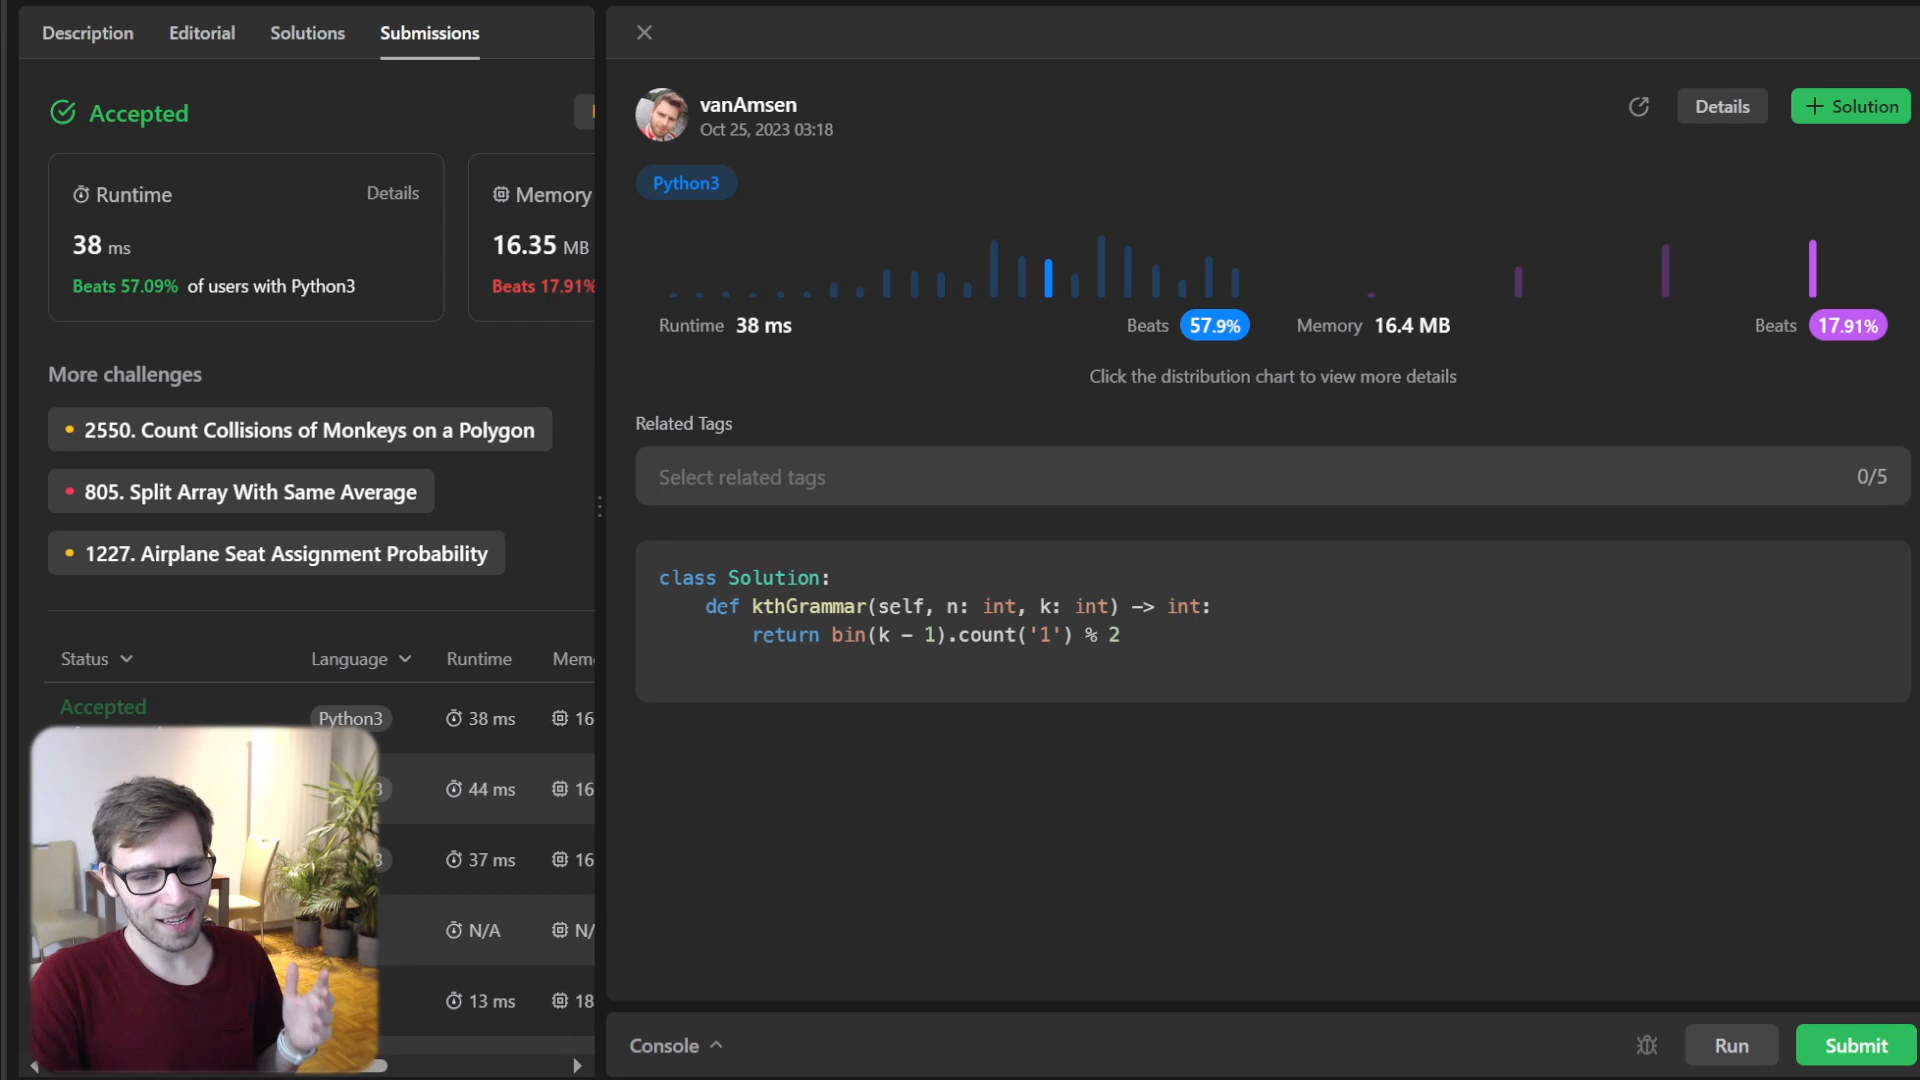 Description Editorial Solutions Submissions
Accepted
Runtime Details
38 ms
Beats 57.09% of users with Python3
Memory
16.35 MB
Beats 17.91%
More challenges
2550. Count Collisions of Monkeys on a Polygon
805. Split Array With Same Average
1227. Airplane Seat Assignment Probability
Status Language Runtime
Accepted Python3 38 ms 16
3 44 ms 16
3 37 ms 16
N/A N/
13 ms 18
vanAmsen
Oct 25, 2023 03:18
Details + Solution
Python3
Runtime 38 ms Beats 57.9% Memory 16.4 MB Beats 17.91%
Click the distribution chart to view more details
Related Tags
Select related tags 0/5
class Solution:
    def kthGrammar(self, n: int, k: int) -> int:
        return bin(k - 1).count('1') % 2
Console Run Submit